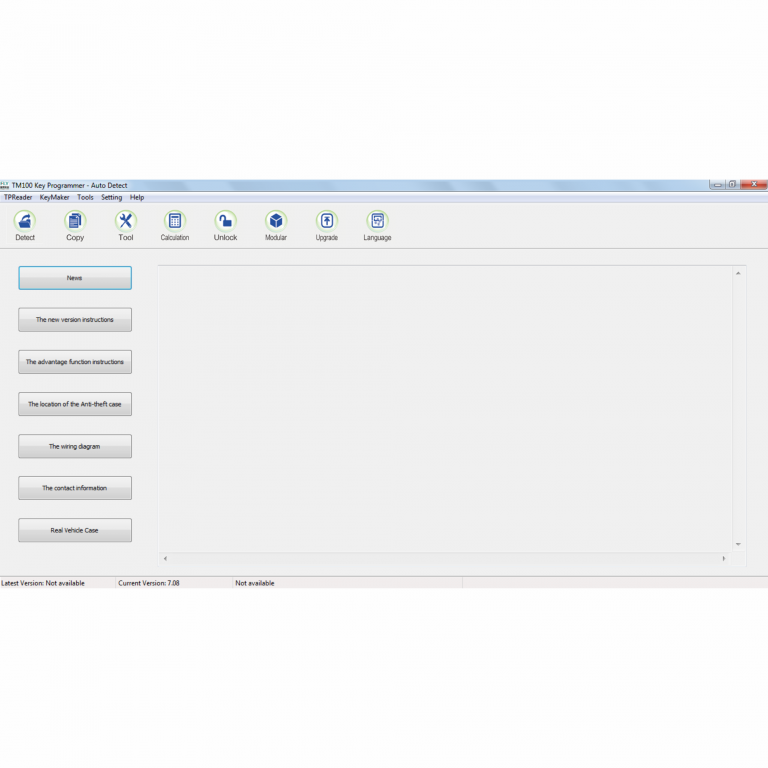 TM100 Key Programmer - Auto Detect
TPReader KeyMaker Tools Setting Help
Detect Copy Tool Calculation Unlock Modular Upgrade Language
News
The new version instructions
The advantage function instructions
The location of the Anti-theft case
The wiring diagram
The contact information
Real Vehicle Case
Latest Version: Not available Current Version: 7.08 Not available